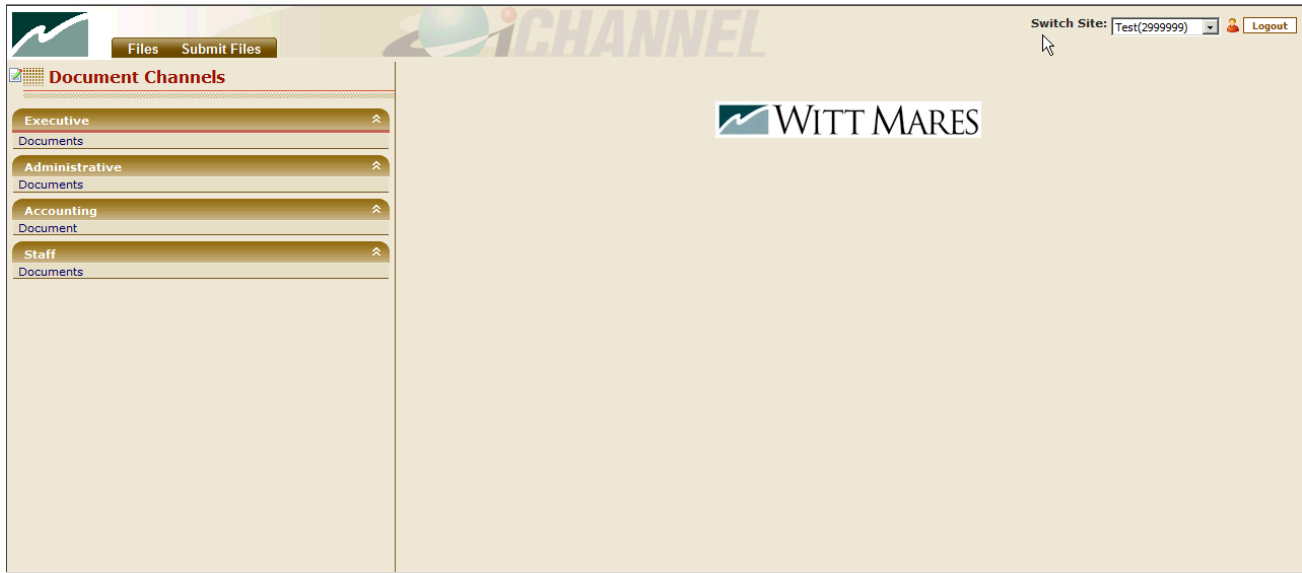 iCHANNEL
Switch Site: Test(2999999) Logout
Files Submit Files
Document Channels
WITT MARES
Executive
Documents
Administrative
Documents
Accounting
Document
Staff
Documents